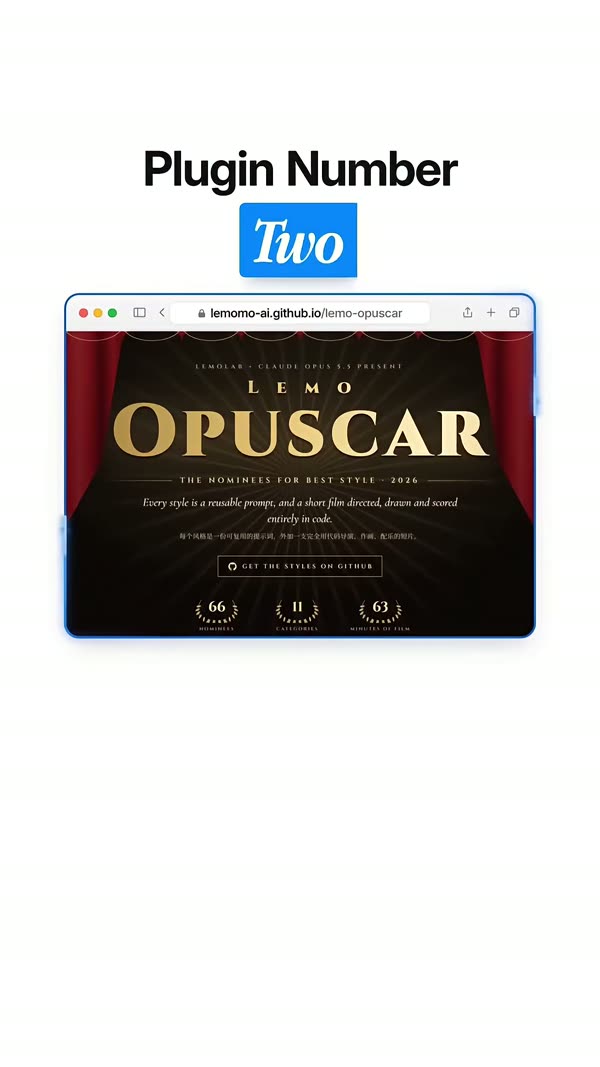 Plugin Number
Two
lemomo-ai.github.io/lemo-opuscar
LEMOLAB · CLAUDE OPUS 5.5 PRESENT
LEMO
OPUSCAR
THE NOMINEES FOR BEST STYLE · 2026
Every style is a reusable prompt, and a short film directed, drawn and scored
entirely in code.
每个风格是一份可复用的提示词，外加一支完全用代码导演、作画、配乐的短片。
GET THE STYLES ON GITHUB
66 11 63
NOMINEES CATEGORIES MINUTES OF FILM